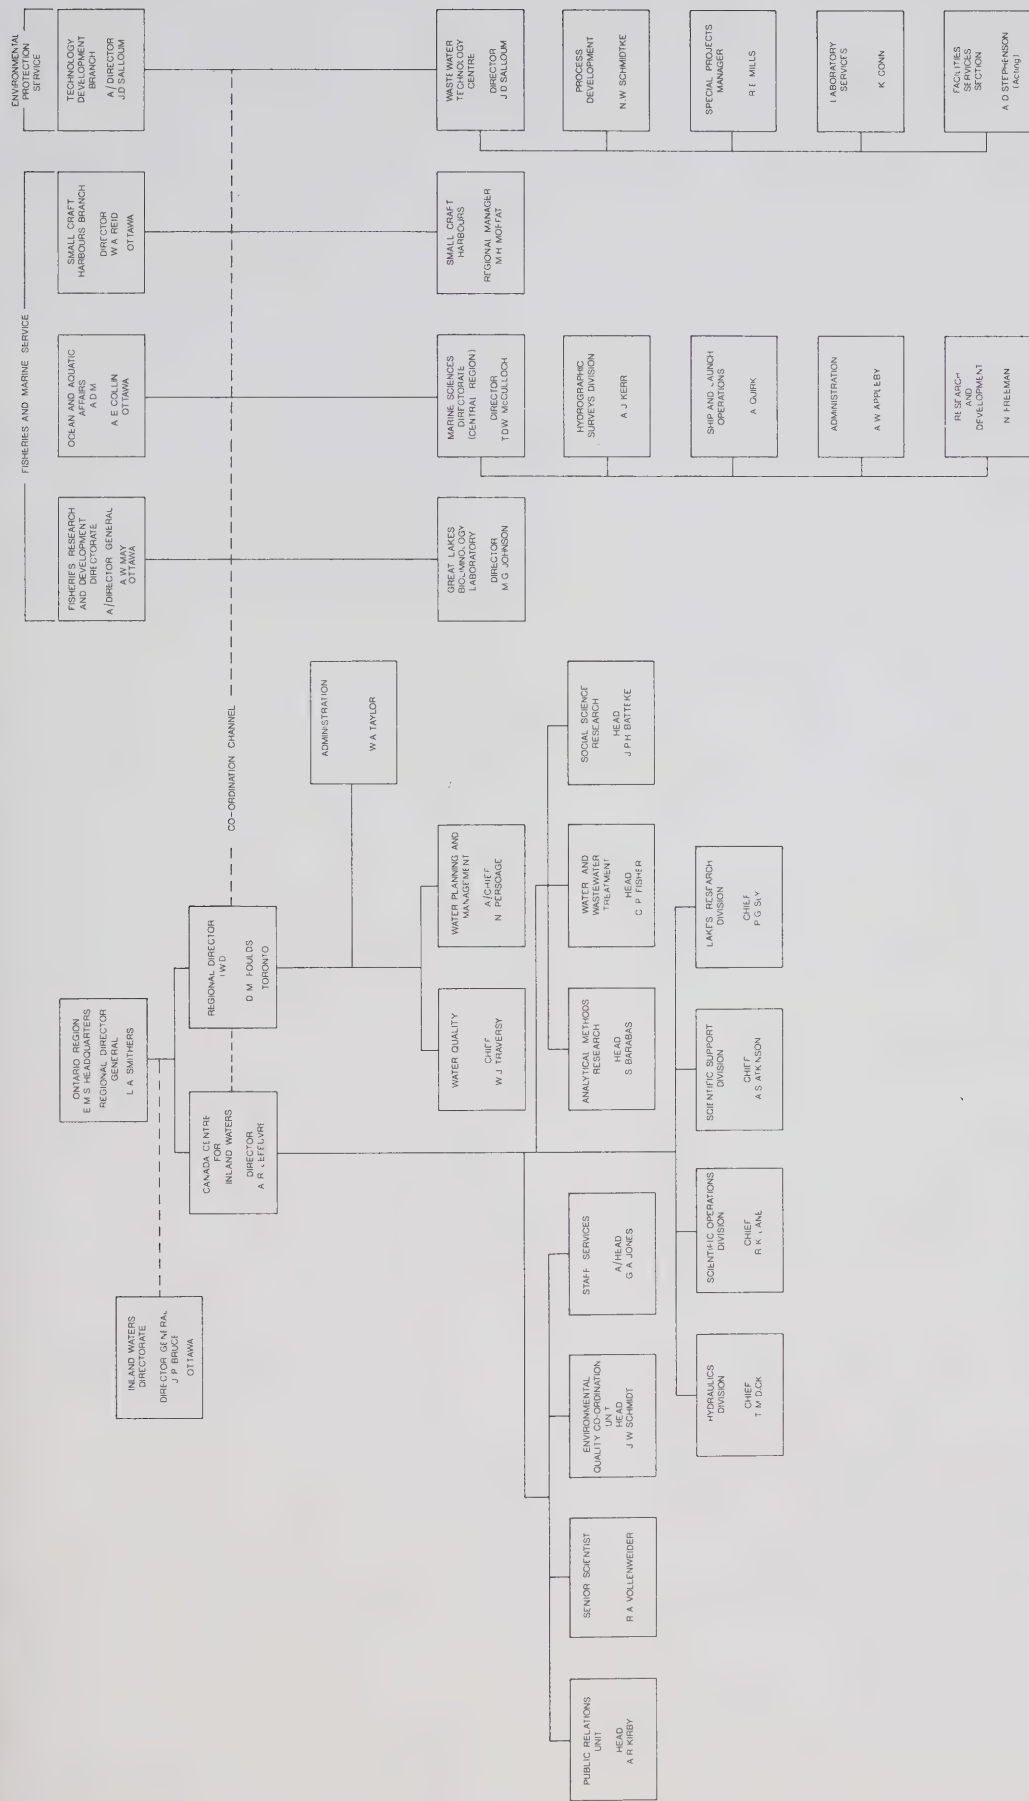 ENVIRONMENTAL
PROTECTION
SERVICE
TECHNOLOGY
DEVELOPMENT
BRANCH
A/DIRECTOR
J.D SALLOUM
FISHERIES AND MARINE SERVICE
SMALL CRAFT
HARBOURS BRANCH
DIRECTOR
W A REID
OTTAWA
OCEAN AND AQUATIC
AFFAIRS
A D M
A E COLLIN
OTTAWA
FISHERIES RESEARCH
AND DEVELOPMENT
DIRECTORATE
A/DIRECTOR GENERAL
A W MAY
OTTAWA
ONTARIO REGION
E M S HEADQUARTERS
REGIONAL DIRECTOR
GENERAL
L A SMITHERS
INLAND WATERS
DIRECTORATE
DIRECTOR GENERAL
J P BRUCE
OTTAWA
CO-ORDINATION CHANNEL
REGIONAL DIRECTOR
I W D
D M FOULDS
TORONTO
CANADA CENTRE
FOR
INLAND WATERS
DIRECTOR
A R LEFEUVRE
ADMINISTRATION
W A TAYLOR
WASTE WATER
TECHNOLOGY
CENTRE
DIRECTOR
J D SALLOUM
PROCESS
DEVELOPMENT
N.W SCHMIDTKE
SPECIAL PROJECTS
MANAGER
R E MILLS
LABORATORY
SERVICES
K CONN
FACILITIES
SERVICES
SECTION
A D STEPHENSON
(Acting)
SMALL CRAFT
HARBOURS
REGIONAL MANAGER
M H MOFFAT
MARINE SCIENCES
DIRECTORATE
(CENTRAL REGION)
DIRECTOR
T.D.W McCULLOCH
HYDROGRAPHIC
SURVEYS DIVISION
A J KERR
SHIP AND LAUNCH
OPERATIONS
A QUIRK
ADMINISTRATION
A W APPLEBY
RESEARCH
AND
DEVELOPMENT
N FREEMAN
GREAT LAKES
BIOLIMNOLOGY
LABORATORY
DIRECTOR
M G JOHNSON
WATER PLANNING AND
MANAGEMENT
A/CHIEF
N PERSOAGE
WATER QUALITY
CHIEF
W J TRAVERSY
SOCIAL SCIENCE
RESEARCH
HEAD
J.P.H BATTEKE
WATER AND
WASTEWATER
TREATMENT
HEAD
C P FISHER
ANALYTICAL METHODS
RESEARCH
HEAD
S BARABAS
STAFF SERVICES
A/HEAD
G A JONES
ENVIRONMENTAL
QUALITY CO-ORDINATION
UNIT
HEAD
J W SCHMIDT
SENIOR SCIENTIST
R A VOLLENWEIDER
PUBLIC RELATIONS
UNIT
HEAD
A R KIRBY
LAKES RESEARCH
DIVISION
CHIEF
P G SLY
SCIENTIFIC SUPPORT
DIVISION
CHIEF
A S ATKINSON
SCIENTIFIC OPERATIONS
DIVISION
CHIEF
R K LANE
HYDRAULICS
DIVISION
CHIEF
T M DICK